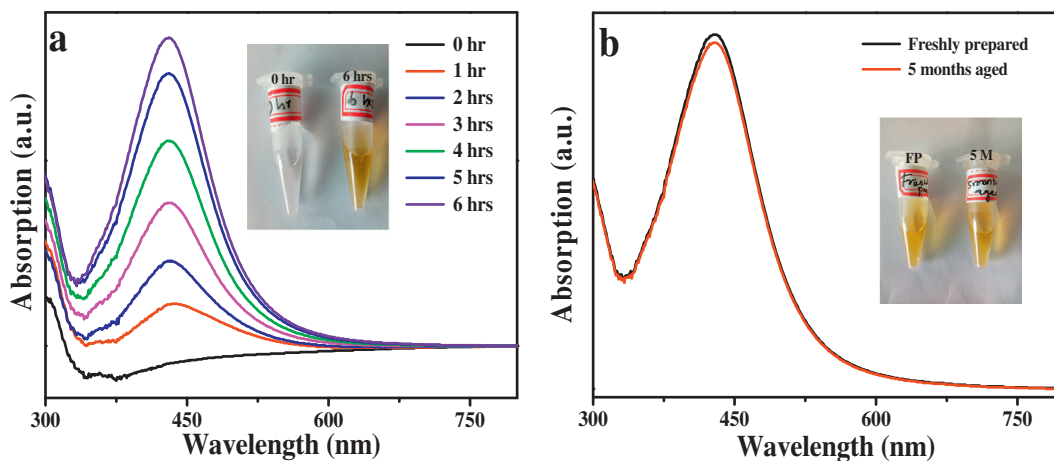 a
Absorption (a.u.)
0 hr
6 hrs
0 hr
1 hr
2 hrs
3 hrs
4 hrs
5 hrs
6 hrs
300 450 600 750
Wavelength (nm)
b
Absorption (a.u.)
Freshly prepared
5 months aged
FP
5 M
aged
300 450 600 750
Wavelength (nm)